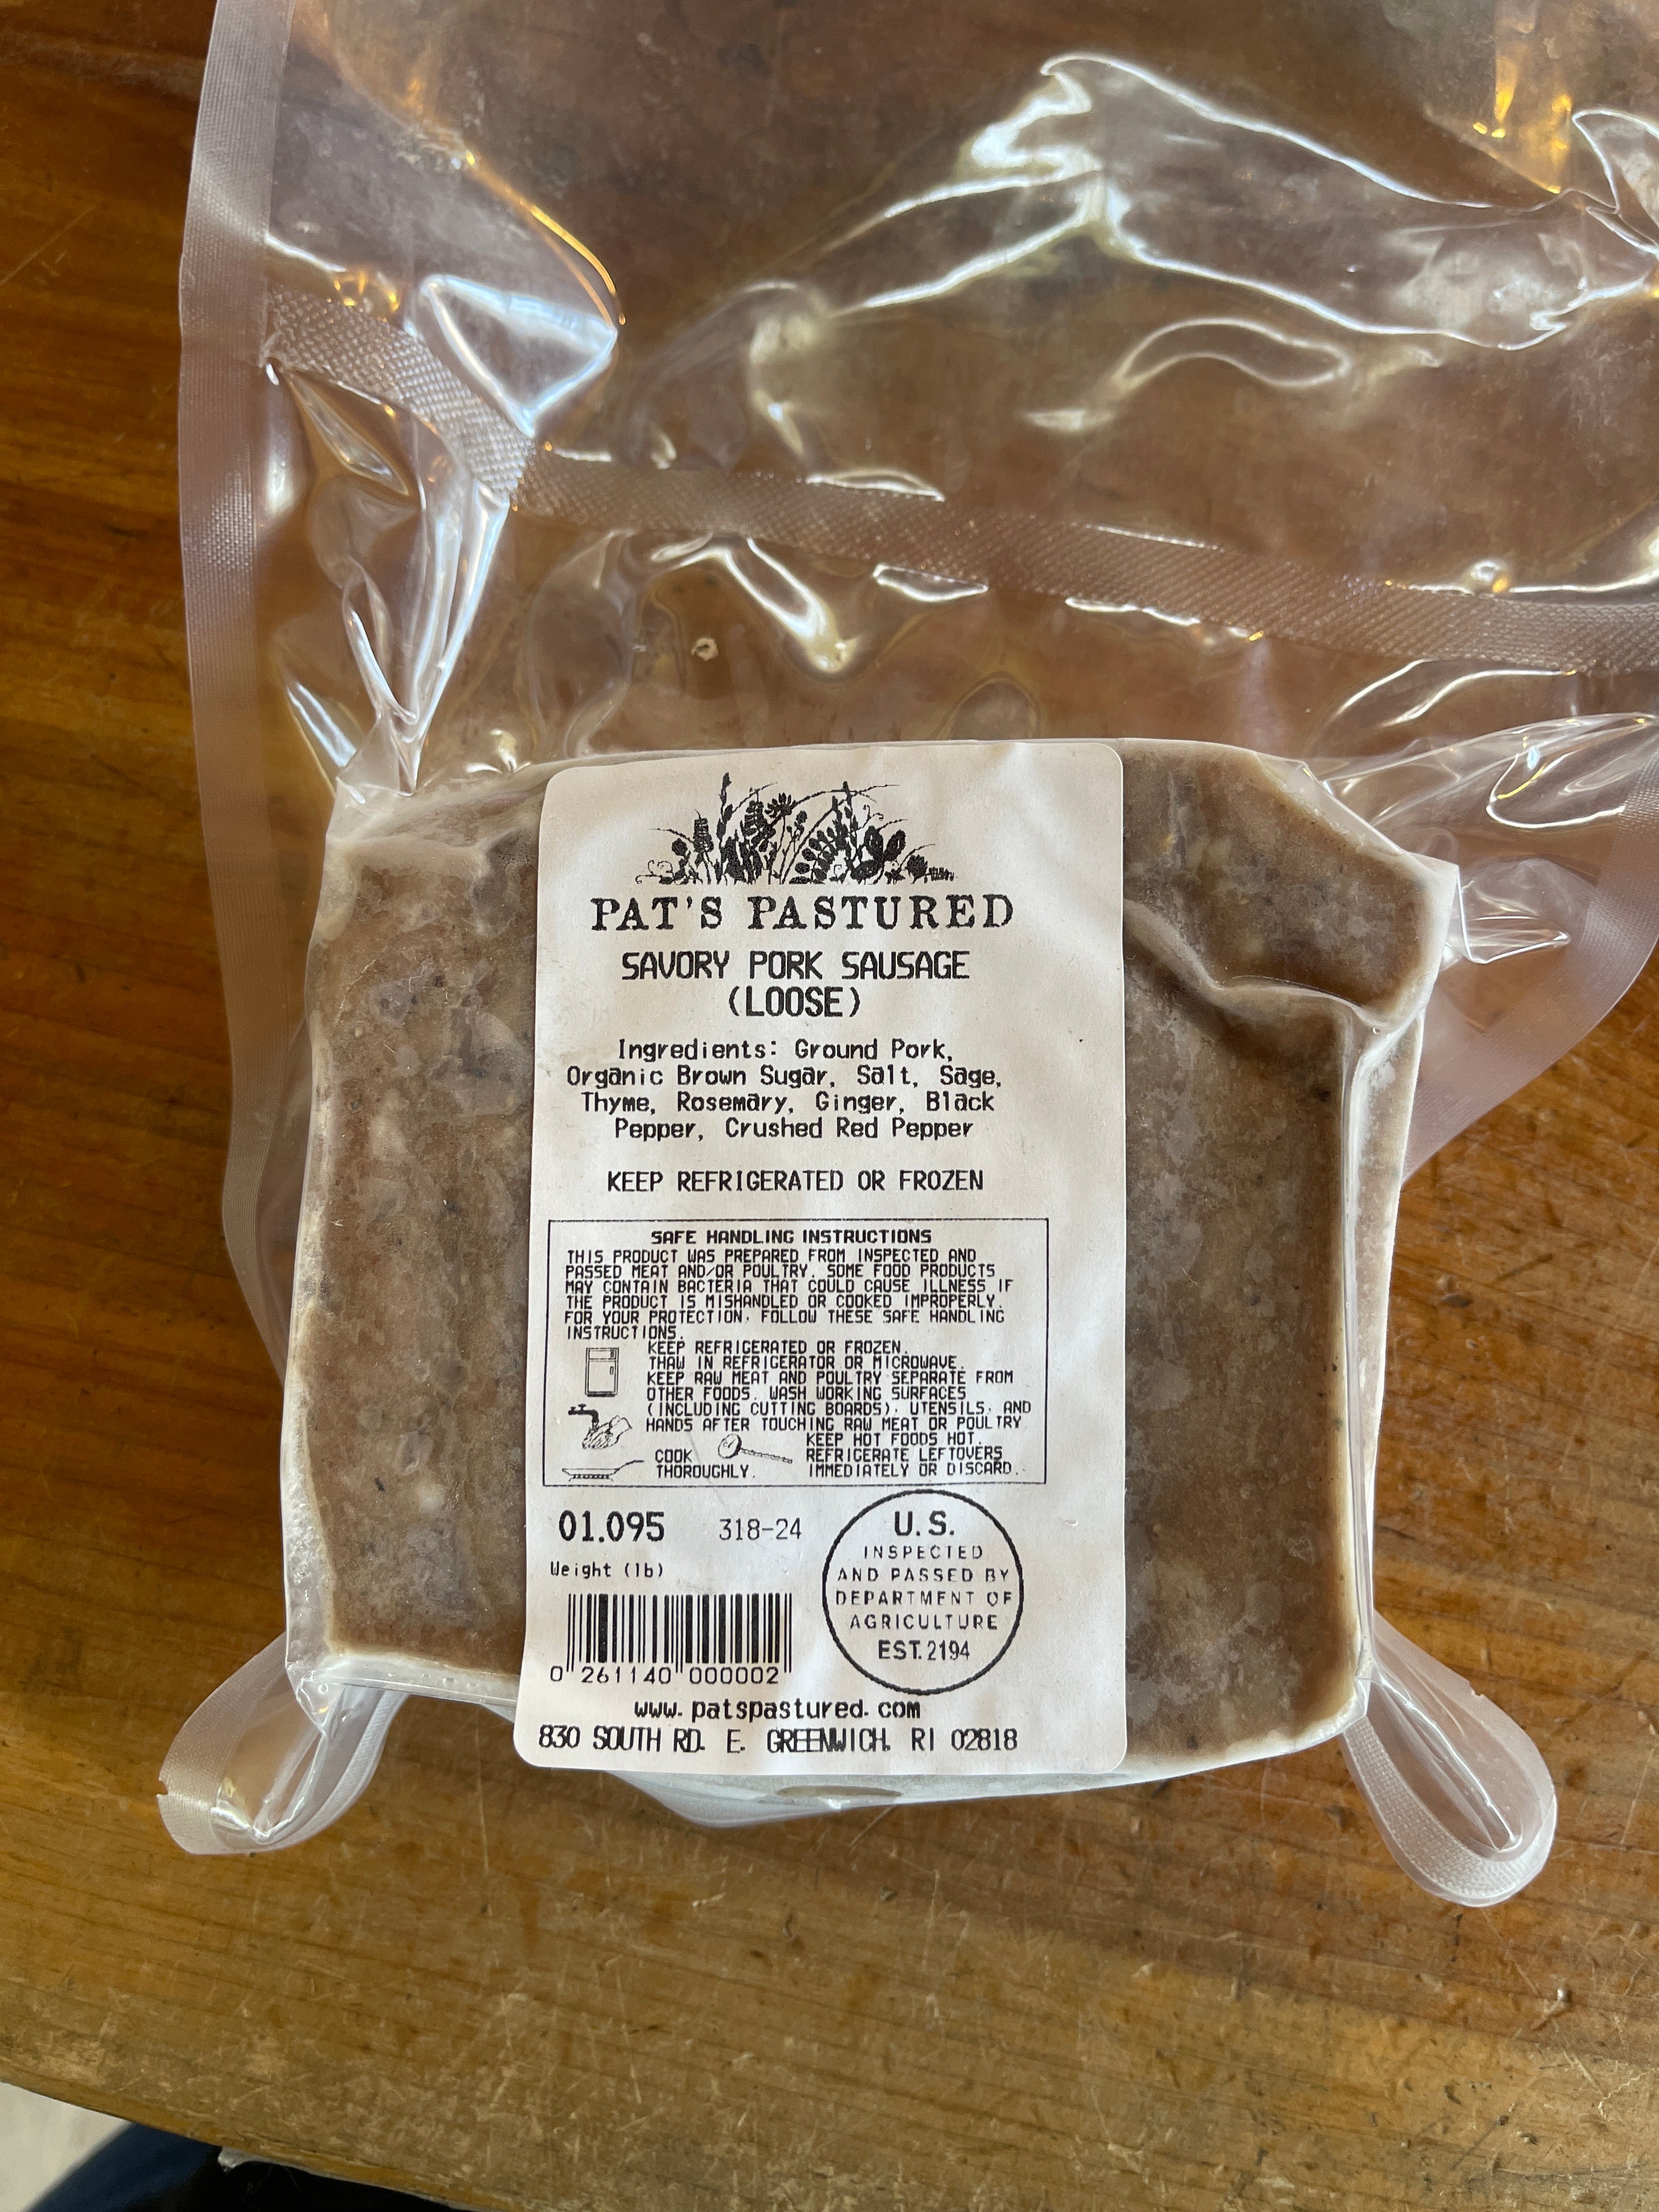 PAT'S PASTURED
SAVORY PORK SAUSAGE
(LOOSE)
Ingredients: Ground Pork,
Organic Brown Sugar, Salt, Sage,
Thyme, Rosemary, Ginger, Black
Pepper, Crushed Red Pepper
KEEP REFRIGERATED OR FROZEN
SAFE HANDLING INSTRUCTIONS
THIS PRODUCT WAS PREPARED FROM INSPECTED AND
PASSED MEAT AND/OR POULTRY. SOME FOOD PRODUCTS
MAY CONTAIN BACTERIA THAT COULD CAUSE ILLNESS IF
THE PRODUCT IS MISHANDLED OR COOKED IMPROPERLY.
FOR YOUR PROTECTION, FOLLOW THESE SAFE HANDLING
INSTRUCTIONS.
KEEP REFRIGERATED OR FROZEN.
THAW IN REFRIGERATOR OR MICROWAVE.
KEEP RAW MEAT AND POULTRY SEPARATE FROM
OTHER FOODS. WASH WORKING SURFACES
(INCLUDING CUTTING BOARDS), UTENSILS, AND
HANDS AFTER TOUCHING RAW MEAT OR POULTRY
COOK
THOROUGHLY.
KEEP HOT FOODS HOT.
REFRIGERATE LEFTOVERS
IMMEDIATELY OR DISCARD.
01.095 318-24
Weight (lb)
0 261140 000002
U.S.
INSPECTED
AND PASSED BY
DEPARTMENT OF
AGRICULTURE
EST. 2194
www.patspastured.com
830 SOUTH RD. E. GREENWICH, RI 02818